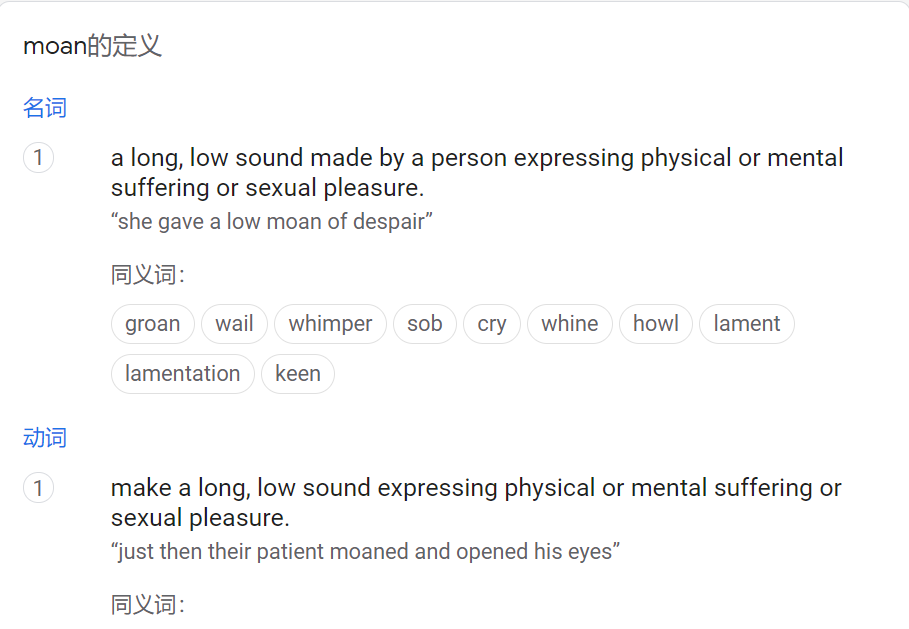 moan的定义
名词
1
a long, low sound made by a person expressing physical or mental
suffering or sexual pleasure.
“she gave a low moan of despair”
同义词：
groan wail whimper sob cry whine howl lament
lamentation keen
动词
1
make a long, low sound expressing physical or mental suffering or
sexual pleasure.
“just then their patient moaned and opened his eyes”
同义词：